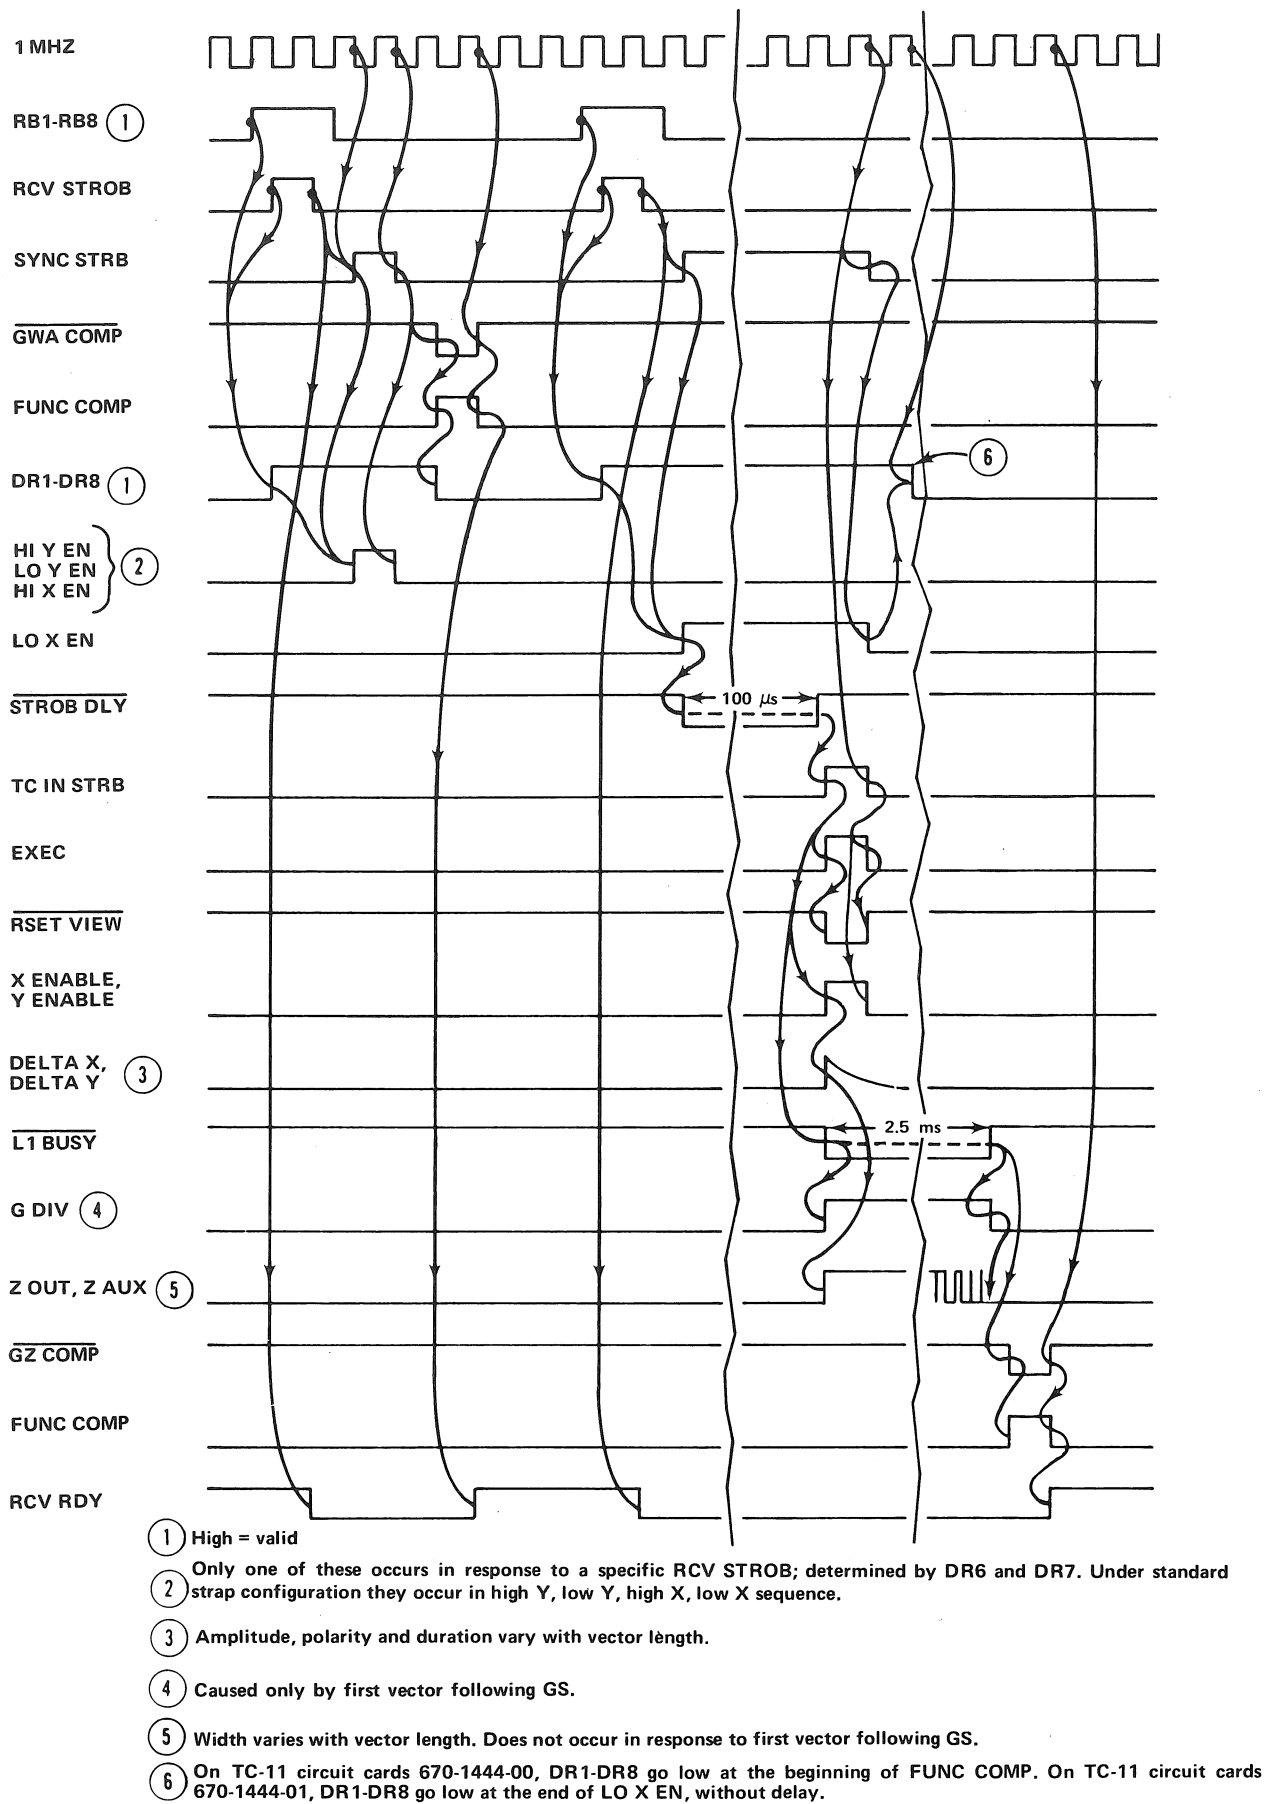 1 MHZ
RB1-RB8 1
RCV STROB
SYNC STRB
GWA COMP
FUNC COMP
6
DR1-DR8 1
HI Y EN
LO Y EN 2
HI X EN
LO X EN
STROB DLY
100 μs
TC IN STRB
EXEC
RSET VIEW
X ENABLE,
Y ENABLE
DELTA X,
DELTA Y 3
L1 BUSY
2.5 ms
G DIV 4
Z OUT, Z AUX 5
GZ COMP
FUNC COMP
RCV RDY
1 High = valid
Only one of these occurs in response to a specific RCV STROB; determined by DR6 and DR7. Under standard
2 strap configuration they occur in high Y, low Y, high X, low X sequence.
3 Amplitude, polarity and duration vary with vector length.
4 Caused only by first vector following GS.
5 Width varies with vector length. Does not occur in response to first vector following GS.
6 On TC-11 circuit cards 670-1444-00, DR1-DR8 go low at the beginning of FUNC COMP. On TC-11 circuit cards
670-1444-01, DR1-DR8 go low at the end of LO X EN, without delay.